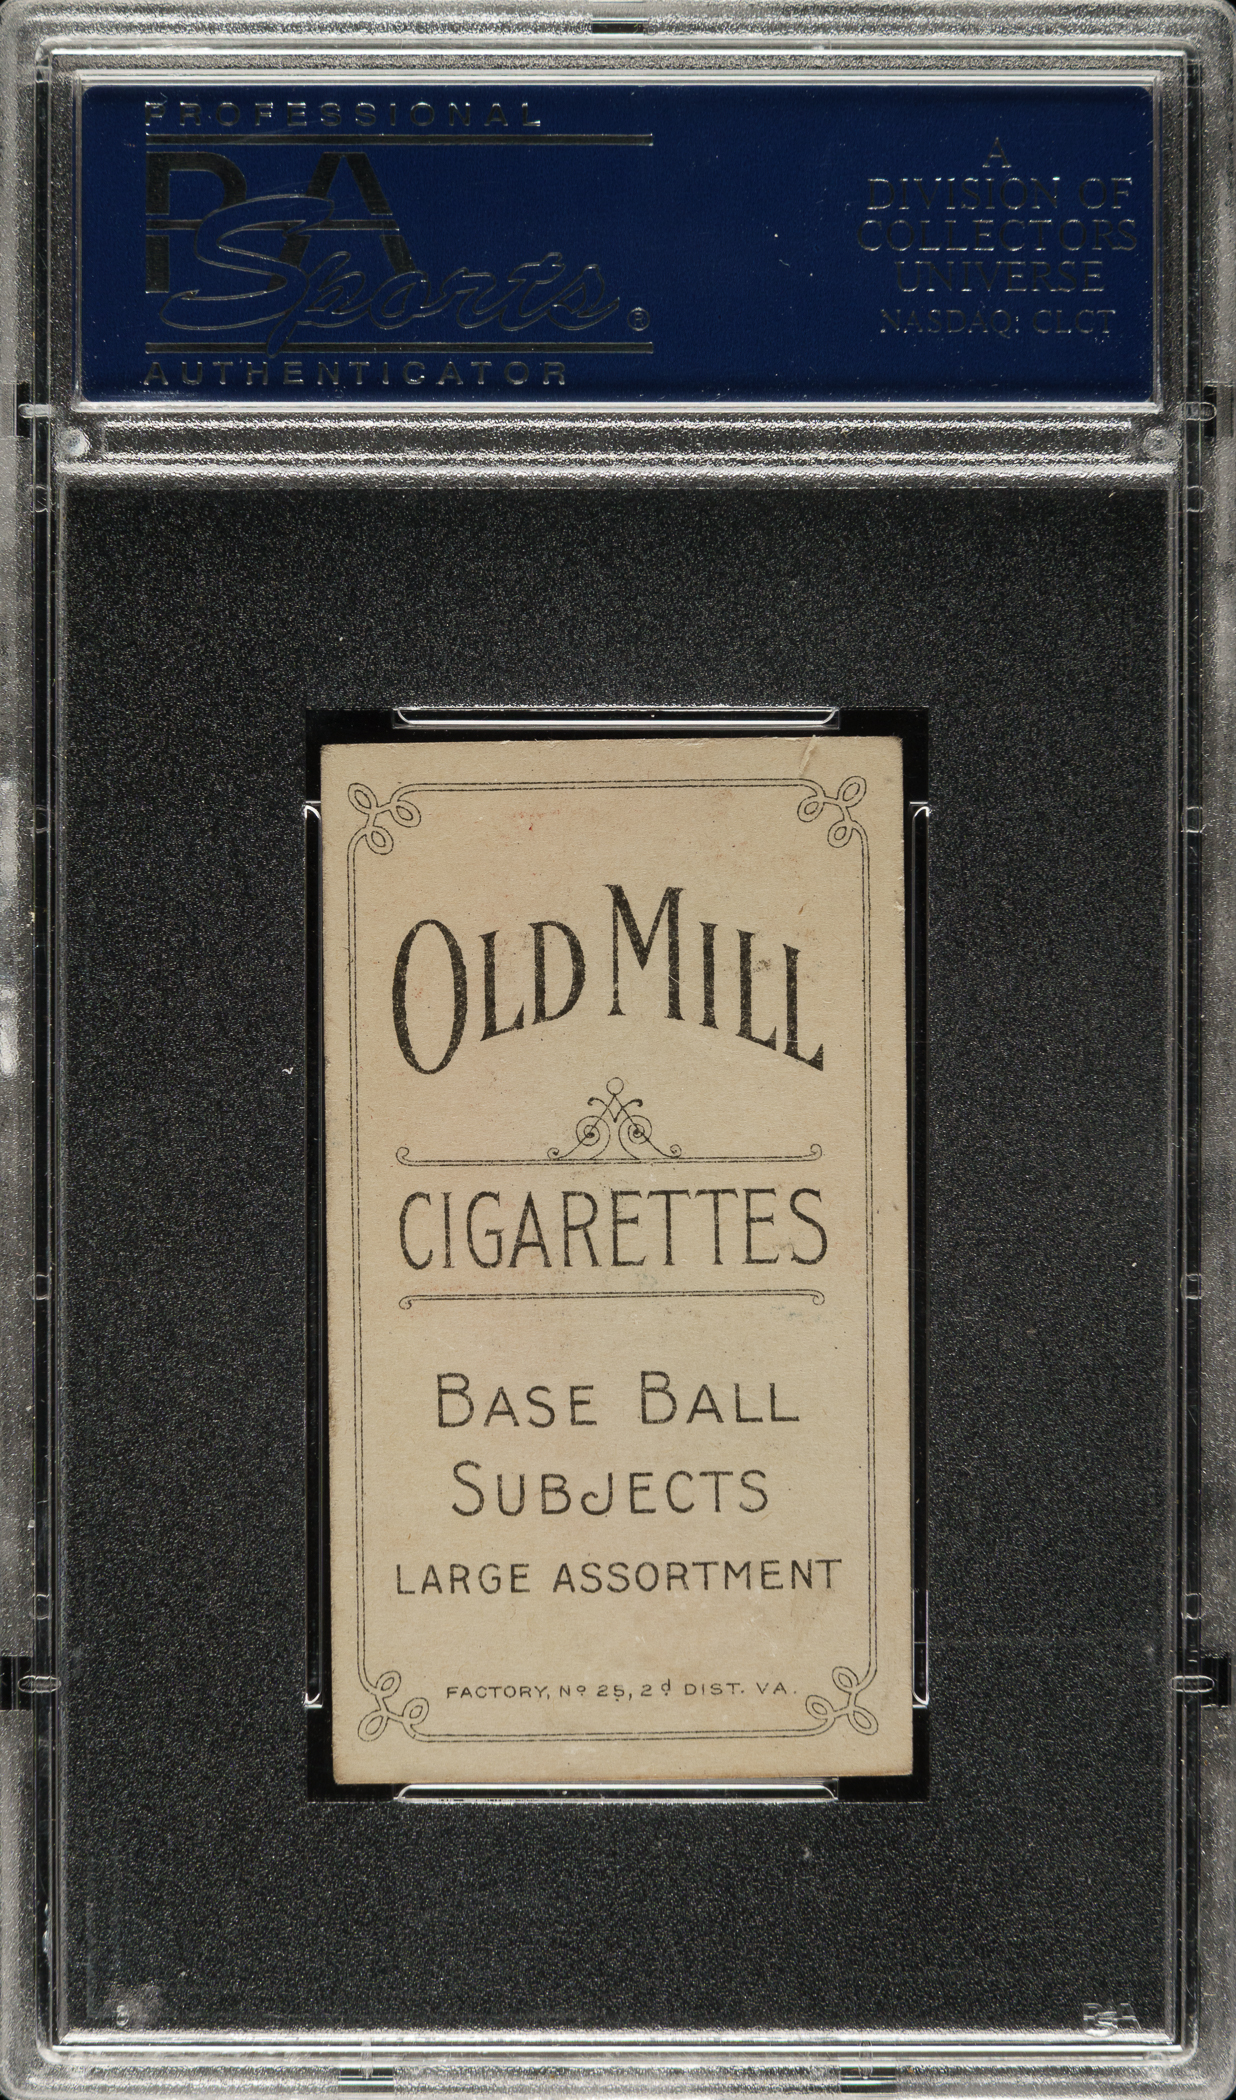 PROFESSIONAL
PSA
Sports®
AUTHENTICATOR
A
DIVISION OF
COLLECTORS
UNIVERSE
NASDAQ: CLCT
OLD MILL
CIGARETTES
BASE BALL
SUBJECTS
LARGE ASSORTMENT
FACTORY, Nº 25, 2d DIST. VA.
PSA